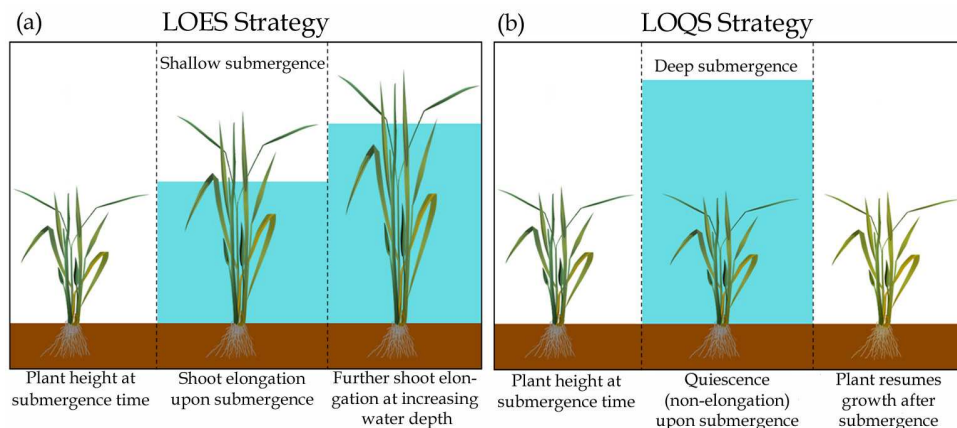 (a)
LOES Strategy
Shallow submergence
Plant height at
submergence time
Shoot elongation
upon submergence
Further shoot elon-
gation at increasing
water depth
(b)
LOQS Strategy
Deep submergence
Plant height at
submergence time
Quiescence
(non-elongation)
upon submergence
Plant resumes
growth after
submergence